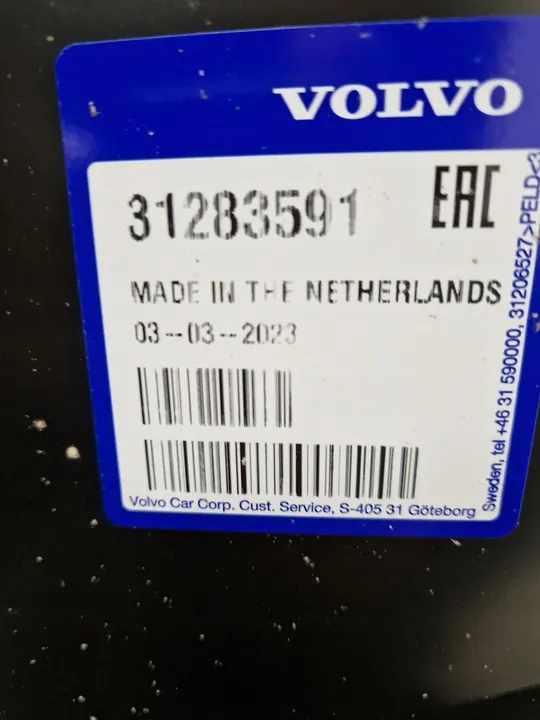 VOLVO
31283591
EAC
MADE IN THE NETHERLANDS
03--03--2023
Volvo Car Corp. Cust. Service, S-405 31 Göteborg
Sweden, tel +46 31 590000, 31206527>PELD<3